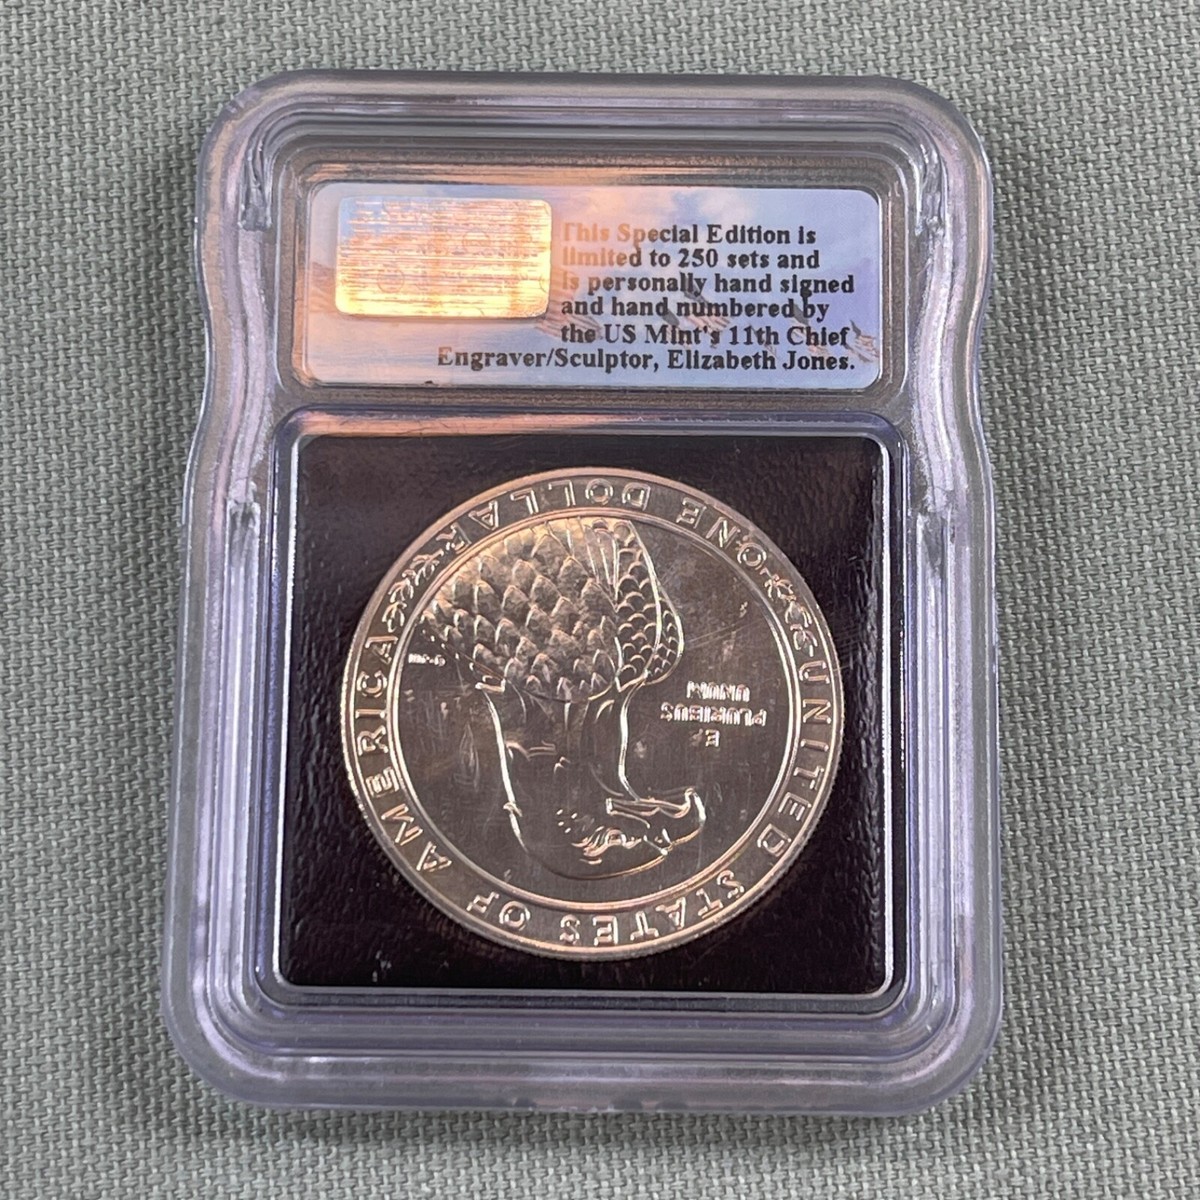 This Special Edition is
limited to 250 sets and
is personally hand signed
and hand numbered by
the US Mint's 11th Chief
Engraver/Sculptor, Elizabeth Jones.
UNITED STATES OF AMERICA
E
PLURIBUS
UNUM
ONE DOLLAR